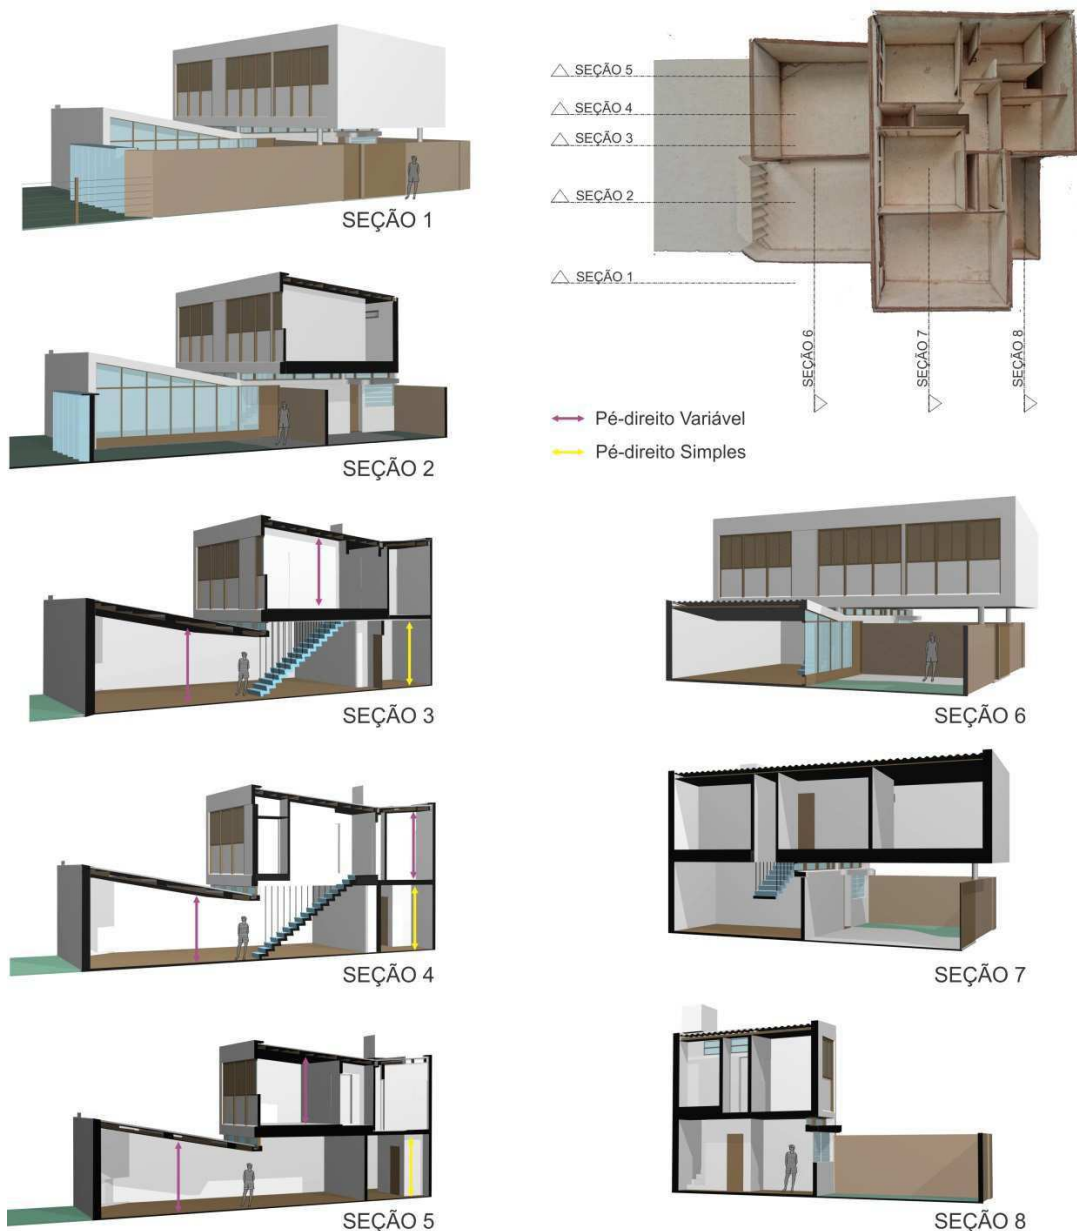 SEÇÃO 1
SEÇÃO 2
SEÇÃO 3
SEÇÃO 4
SEÇÃO 5
SEÇÃO 5
SEÇÃO 4
SEÇÃO 3
SEÇÃO 2
SEÇÃO 1
SEÇÃO 6
SEÇÃO 7
SEÇÃO 8
Pé-direito Variável
Pé-direito Simples
SEÇÃO 6
SEÇÃO 7
SEÇÃO 8